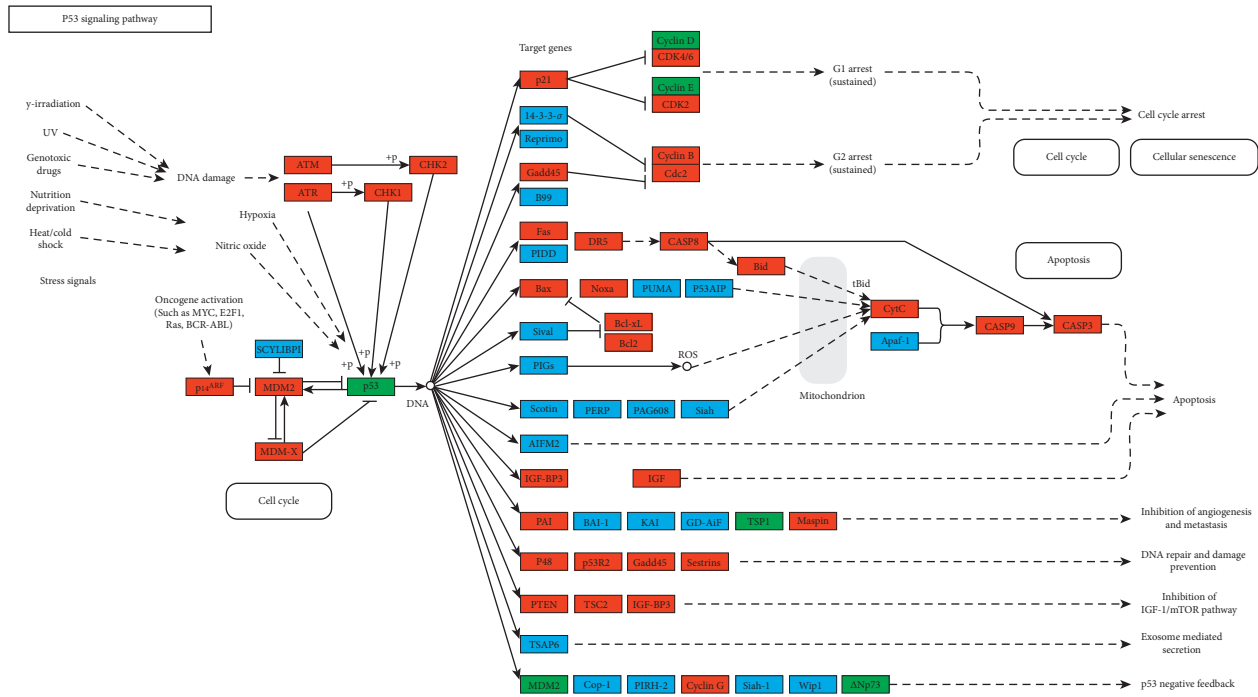 P53 signaling pathway
Target genes
Cyclin D
CDK4/6
p21
Cyclin E
CDK2
G1 arrest
(sustained)
y-irradiation
UV
Genotoxic
drugs
Nutrition
deprivation
Heat/cold
shock
Stress signals
DNA damage
ATM
+p
CHK2
ATR
+p
CHK1
Hypoxia
Nitric oxide
14-3-3-σ
Reprimo
Gadd45
B99
Cyclin B
Cdc2
G2 arrest
(sustained)
Cell cycle arrest
Cell cycle
Cellular senescence
Fas
PIDD
DR5
CASP8
Bid
Apoptosis
Bax
Noxa
PUMA
P53AIP
tBid
CytC
Apaf-1
CASP9
CASP3
Sival
Bcl-xL
Bcl2
PIGs
ROS
Mitochondrion
Oncogene activation
(Such as MYC, E2F1,
Ras, BCR-ABL)
SCYLIBPI
+p
+p
+p
p14ARF
MDM2
p53
DNA
MDM-X
Cell cycle
Scotin
PERP
PAG608
Siah
Apoptosis
AIFM2
IGF-BP3
IGF
PAI
BAI-1
KAI
GD-AiF
TSP1
Maspin
Inhibition of angiogenesis
and metastasis
P48
p53R2
Gadd45
Sestrins
DNA repair and damage
prevention
PTEN
TSC2
IGF-BP3
Inhibition of
IGF-1/mTOR pathway
TSAP6
Exosome mediated
secretion
MDM2
Cop-1
PIRH-2
Cyclin G
Siah-1
Wip1
ΔNp73
p53 negative feedback